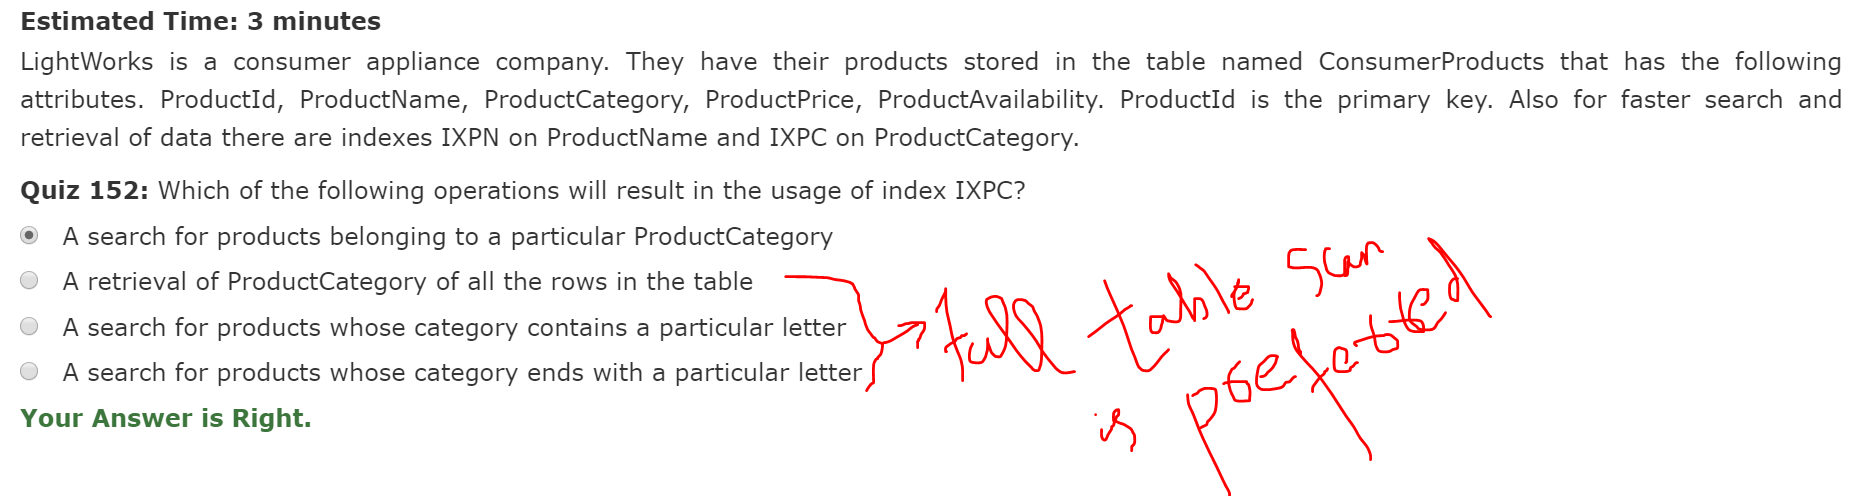 Estimated Time: 3 minutes
LightWorks is a consumer appliance company. They have their products stored in the table named ConsumerProducts that has the following
attributes. ProductId, ProductName, ProductCategory, ProductPrice, ProductAvailability. ProductId is the primary key. Also for faster search and
retrieval of data there are indexes IXPN on ProductName and IXPC on ProductCategory.
Quiz 152: Which of the following operations will result in the usage of index IXPC?
A search for products belonging to a particular ProductCategory
A retrieval of ProductCategory of all the rows in the table
A search for products whose category contains a particular letter
A search for products whose category ends with a particular letter
full table scan
is preferred
Your Answer is Right.